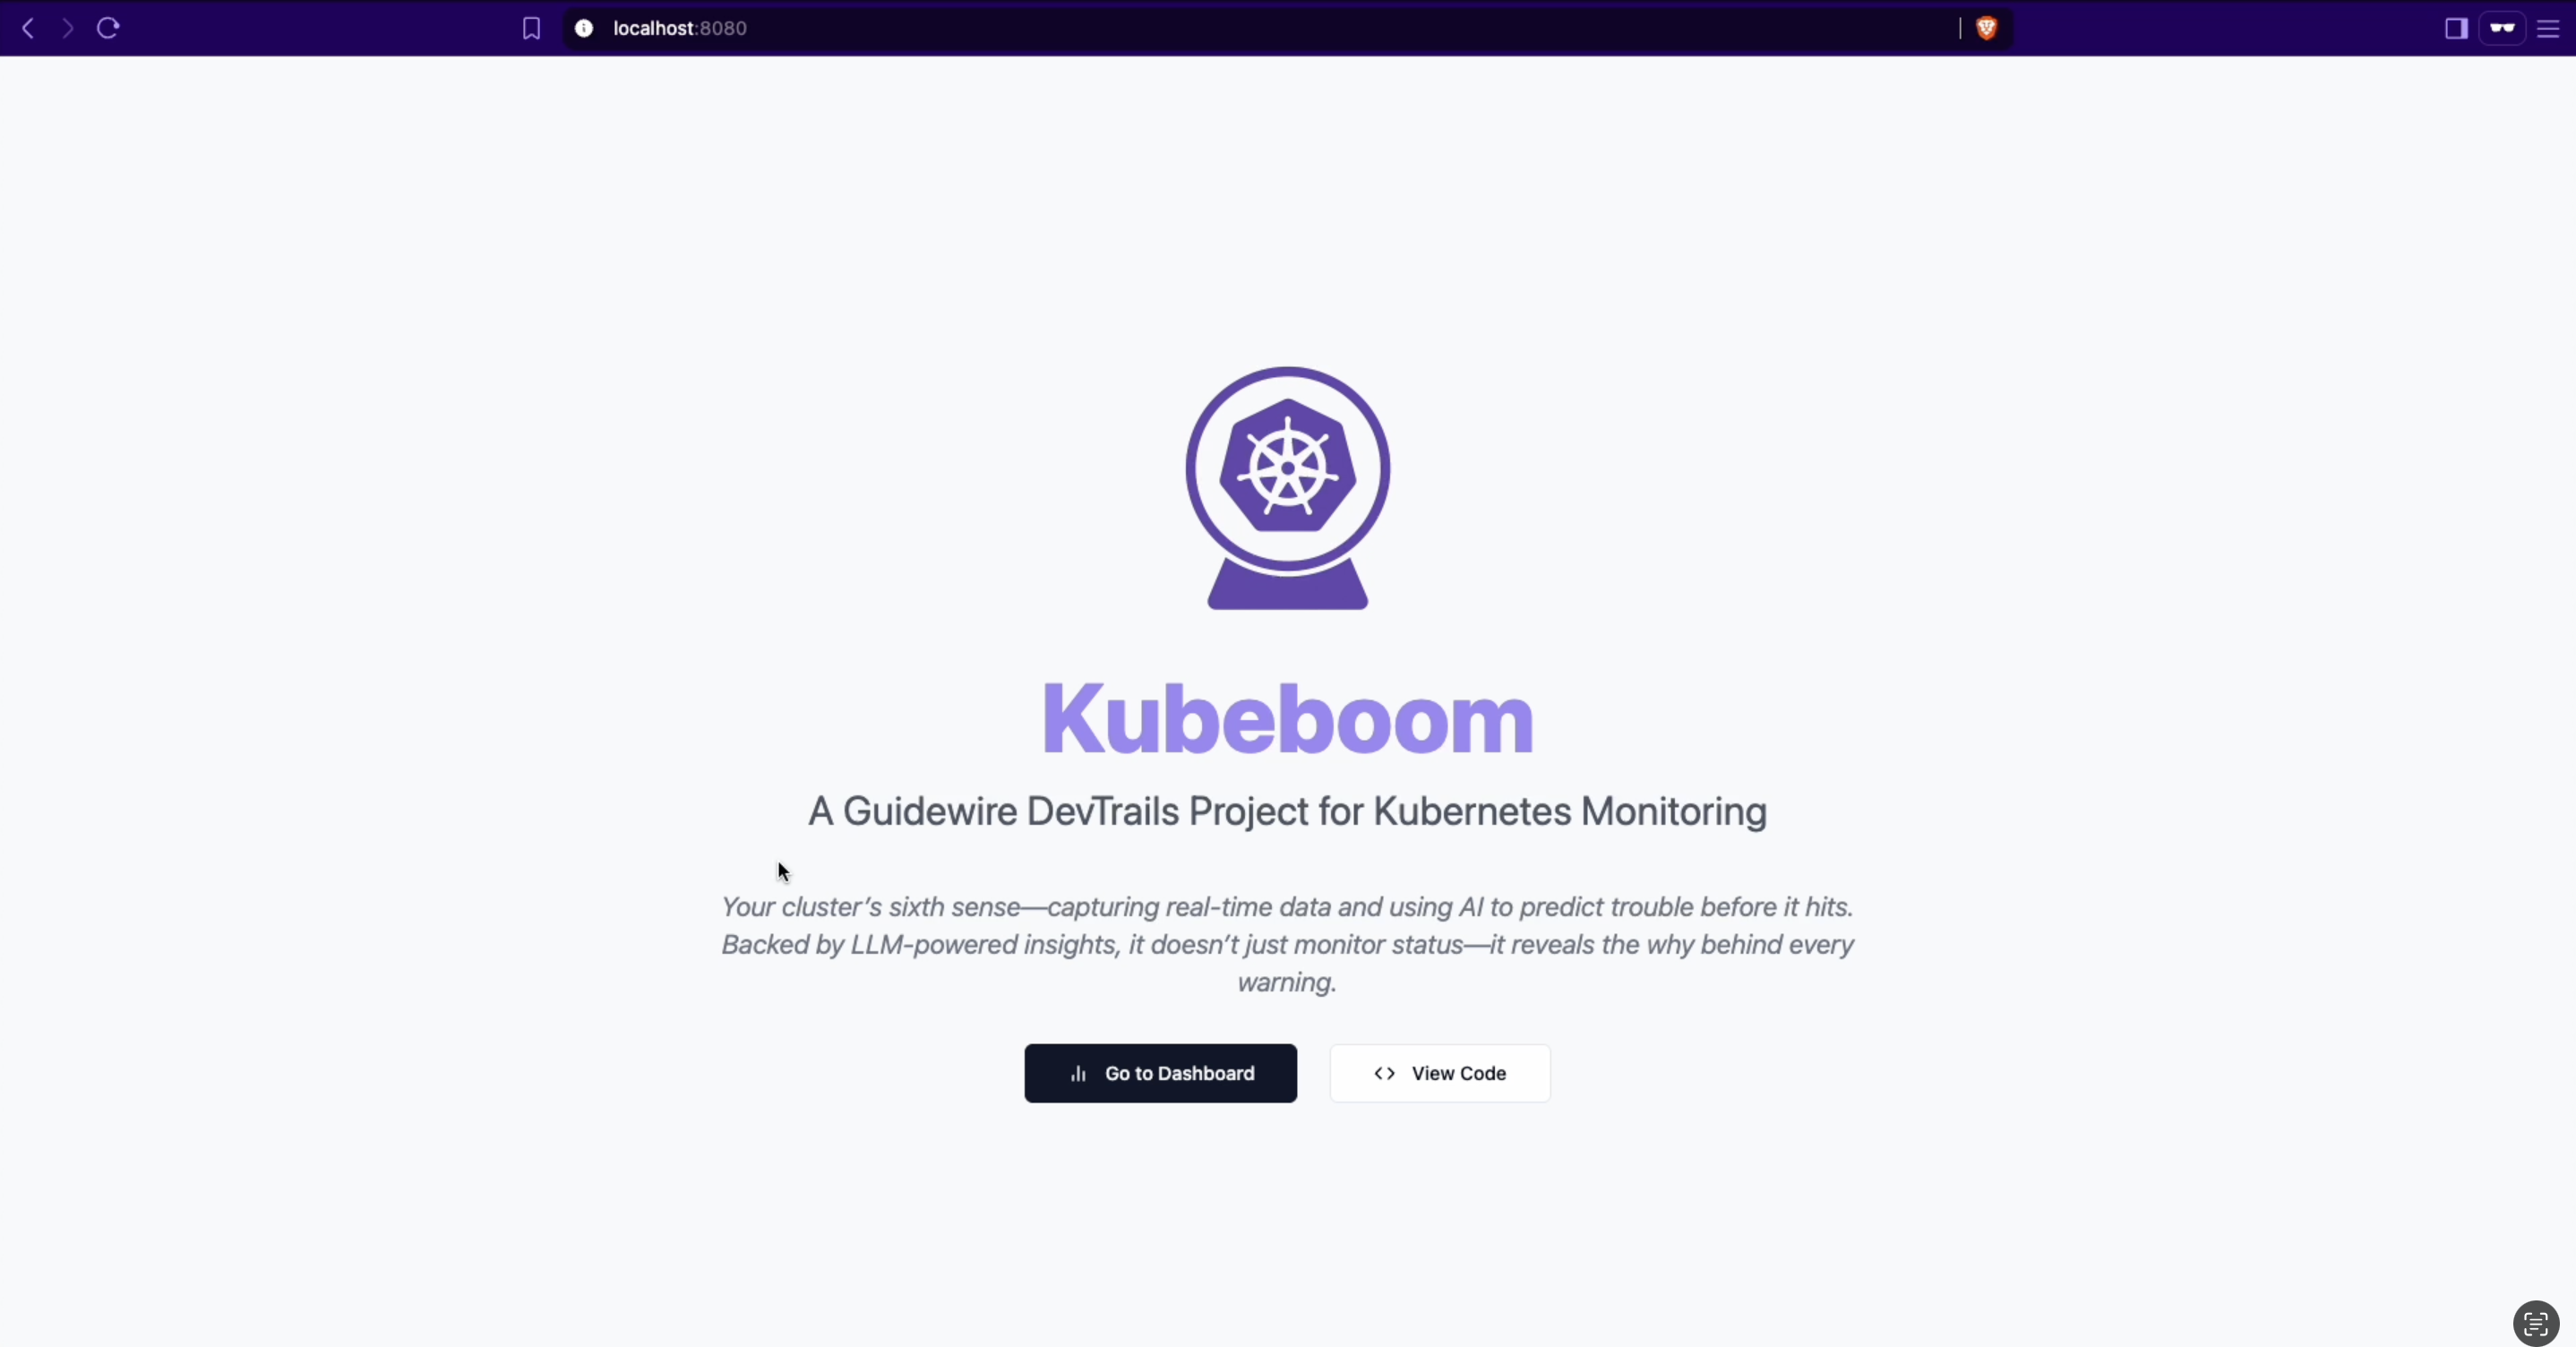 localhost:8080
Kubeboom
A Guidewire DevTrails Project for Kubernetes Monitoring
Your cluster’s sixth sense—capturing real-time data and using AI to predict trouble before it hits.
Backed by LLM-powered insights, it doesn’t just monitor status—it reveals the why behind every
warning.
Go to Dashboard
<> View Code